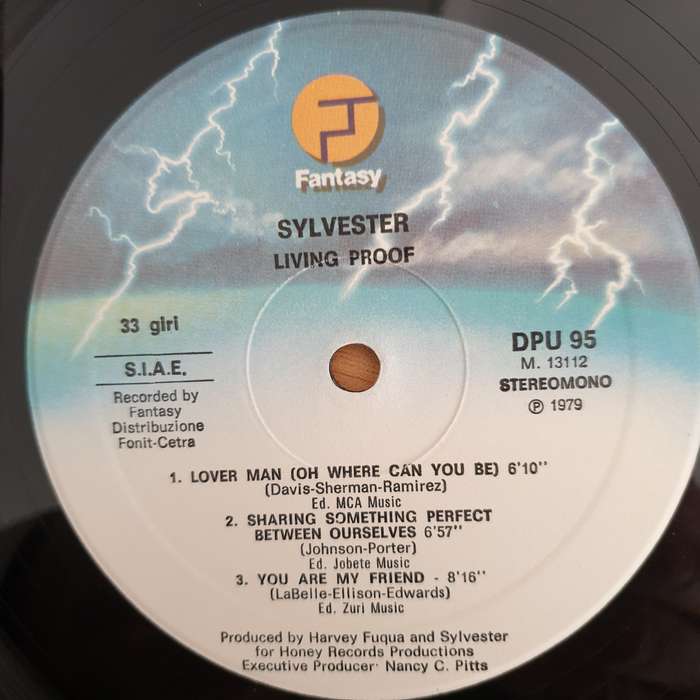 Fantasy
SYLVESTER
LIVING PROOF
33 giri
S.I.A.E.
Recorded by
Fantasy
Distribuzione
Fonit-Cetra
DPU 95
M. 13112
STEREOMONO
Ⓟ 1979
1. LOVER MAN (OH WHERE CAN YOU BE) 6'10''
(Davis-Sherman-Ramirez)
Ed. MCA Music
2. SHARING SOMETHING PERFECT
BETWEEN OURSELVES 6'57''
(Johnson-Porter)
Ed. Jobete Music
3. YOU ARE MY FRIEND - 8'16''
(LaBelle-Ellison-Edwards)
Ed. Zuri Music
Produced by Harvey Fuqua and Sylvester
for Honey Records Productions
Executive Producer: Nancy C. Pitts